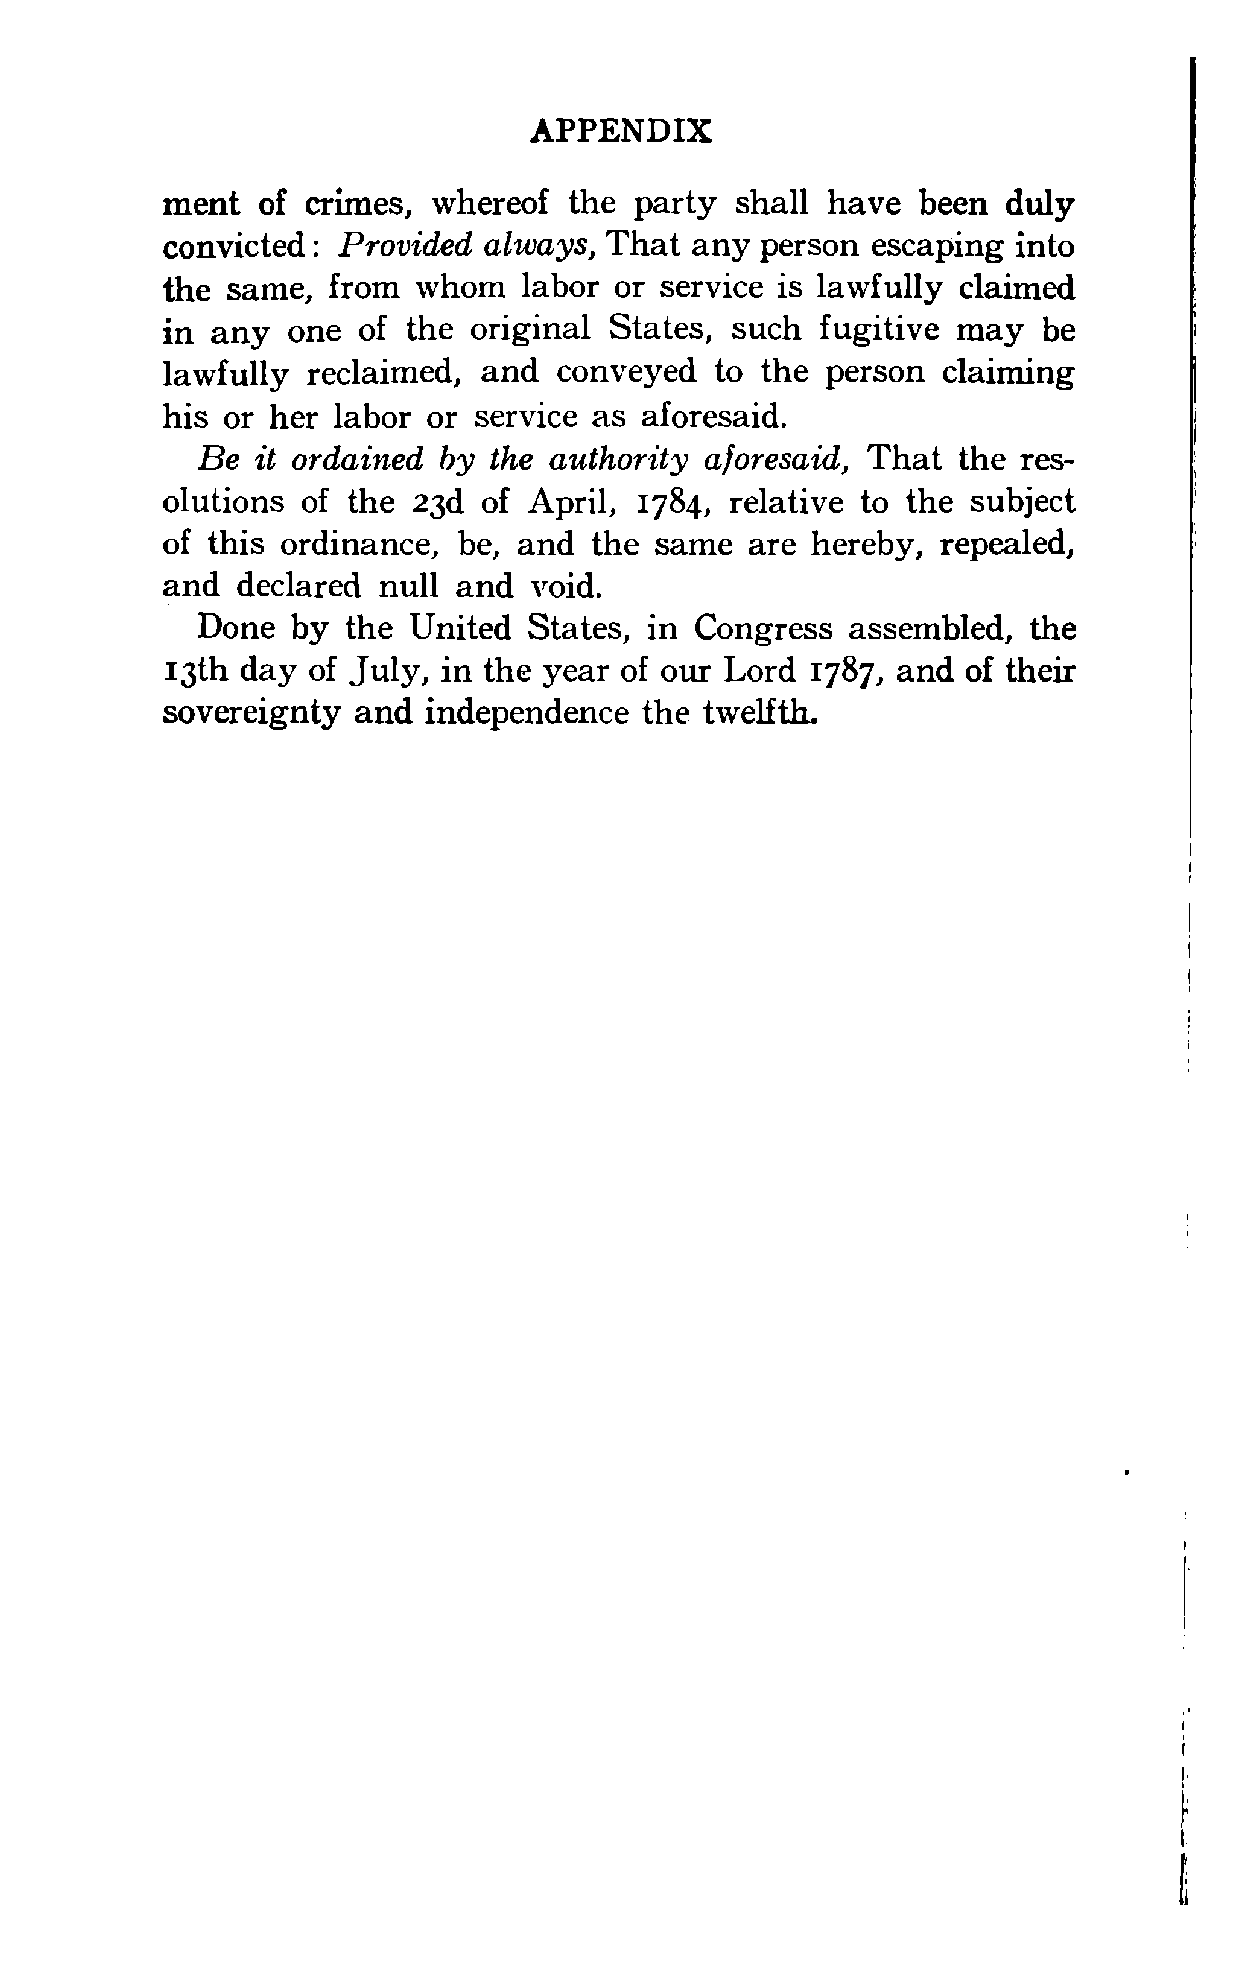 APPENDIX
ment of crimes, whereof the party shall have been duly
convicted: Provided always, That any person escaping into
the same, from whom labor or service is lawfully claimed
in any one of the original States, such fugitive may be
lawfully reclaimed, and conveyed to the person claiming
his or her labor or service as aforesaid.
Be it ordained by the authority aforesaid, That the res-
olutions of the 23d of April, 1784, relative to the subject
of this ordinance, be, and the same are hereby, repealed,
and declared null and void.
Done by the United States, in Congress assembled, the
13th day of July, in the year of our Lord 1787, and of their
sovereignty and independence the twelfth.